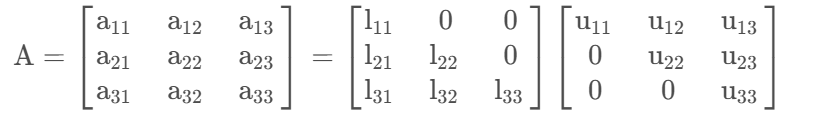 A = [a₁₁ a₁₂ a₁₃; a₂₁ a₂₂ a₂₃; a₃₁ a₃₂ a₃₃] = [l₁₁ 0 0; l₂₁ l₂₂ 0; l₃₁ l₃₂ l₃₃] [u₁₁ u₁₂ u₁₃; 0 u₂₂ u₂₃; 0 0 u₃₃]